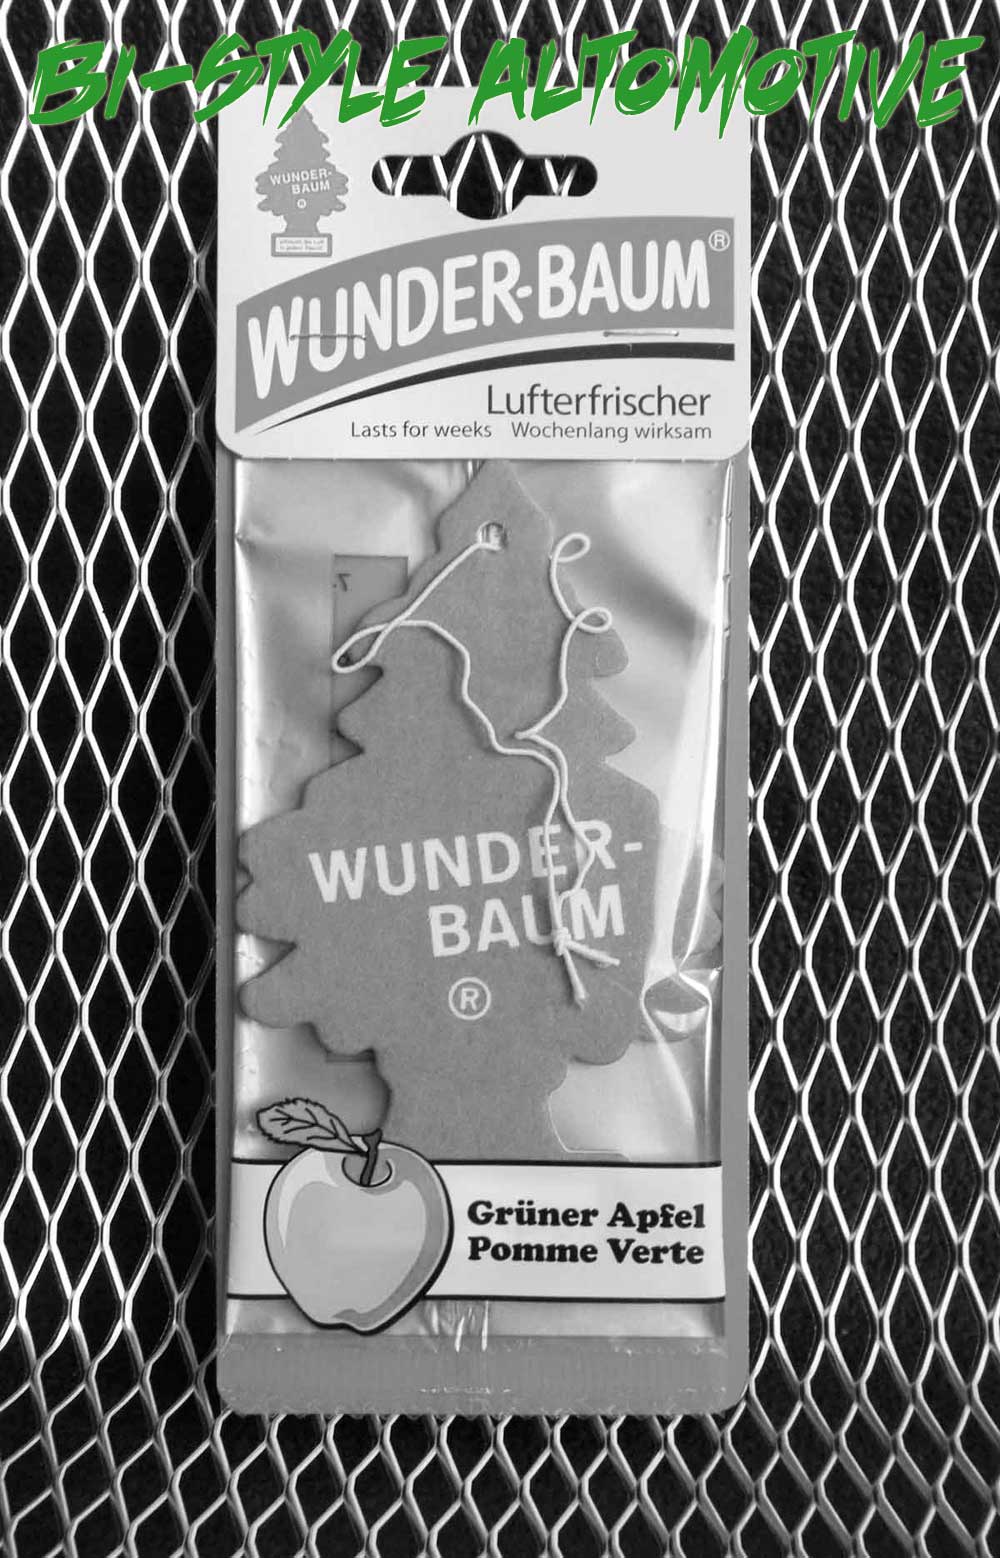 BI-STYLE AUTOMOTIVE
WUNDER-
BAUM
®
WUNDER-BAUM®
Lufterfrischer
Lasts for weeks Wochenlang wirksam
WUNDER-
BAUM
®
Grüner Apfel
Pomme Verte